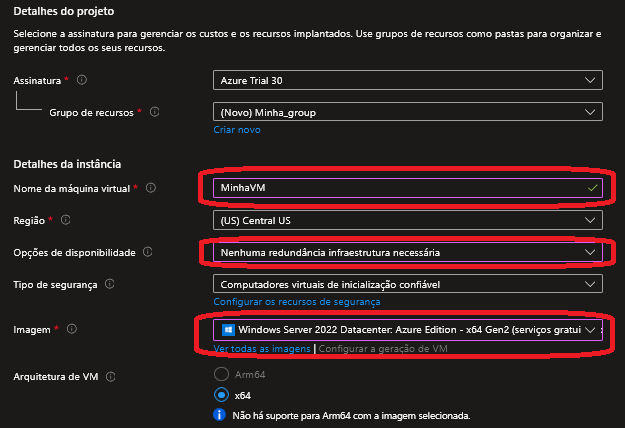 Detalhes do projeto
Selecione a assinatura para gerenciar os custos e os recursos implantados. Use grupos de recursos como pastas para organizar e
gerenciar todos os seus recursos.
Assinatura * Azure Trial 30
Grupo de recursos * (Novo) Minha_group
Criar novo
Detalhes da instância
Nome da máquina virtual * MinhaVM
Região * (US) Central US
Opções de disponibilidade Nenhuma redundância infraestrutura necessária
Tipo de segurança Computadores virtuais de inicialização confiável
Configurar os recursos de segurança
Imagem * Windows Server 2022 Datacenter: Azure Edition - x64 Gen2 (serviços gratui
Ver todas as imagens | Configurar a geração de VM
Arquitetura de VM Arm64
x64
Não há suporte para Arm64 com a imagem selecionada.